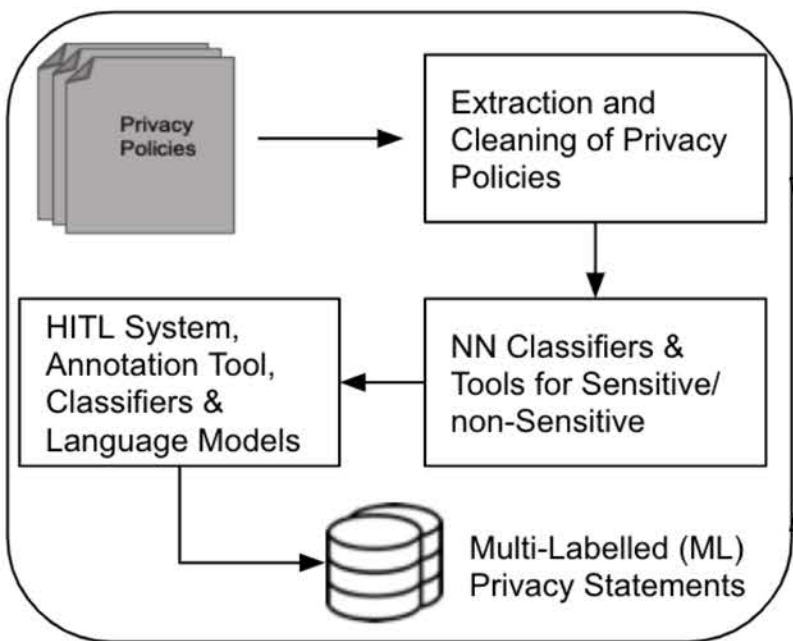 Privacy
Policies
Extraction and
Cleaning of Privacy
Policies
NN Classifiers &
Tools for Sensitive/
non-Sensitive
HITL System,
Annotation Tool,
Classifiers &
Language Models
Multi-Labelled (ML)
Privacy Statements